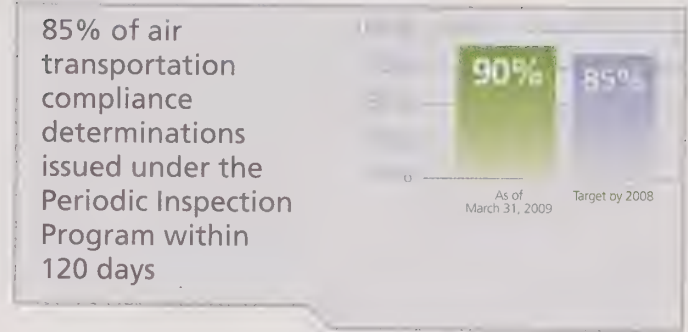 85% of air
transportation
compliance
determinations
issued under the
Periodic Inspection
Program within
120 days
90%
85%
0
As of
March 31, 2009
Target by 2008